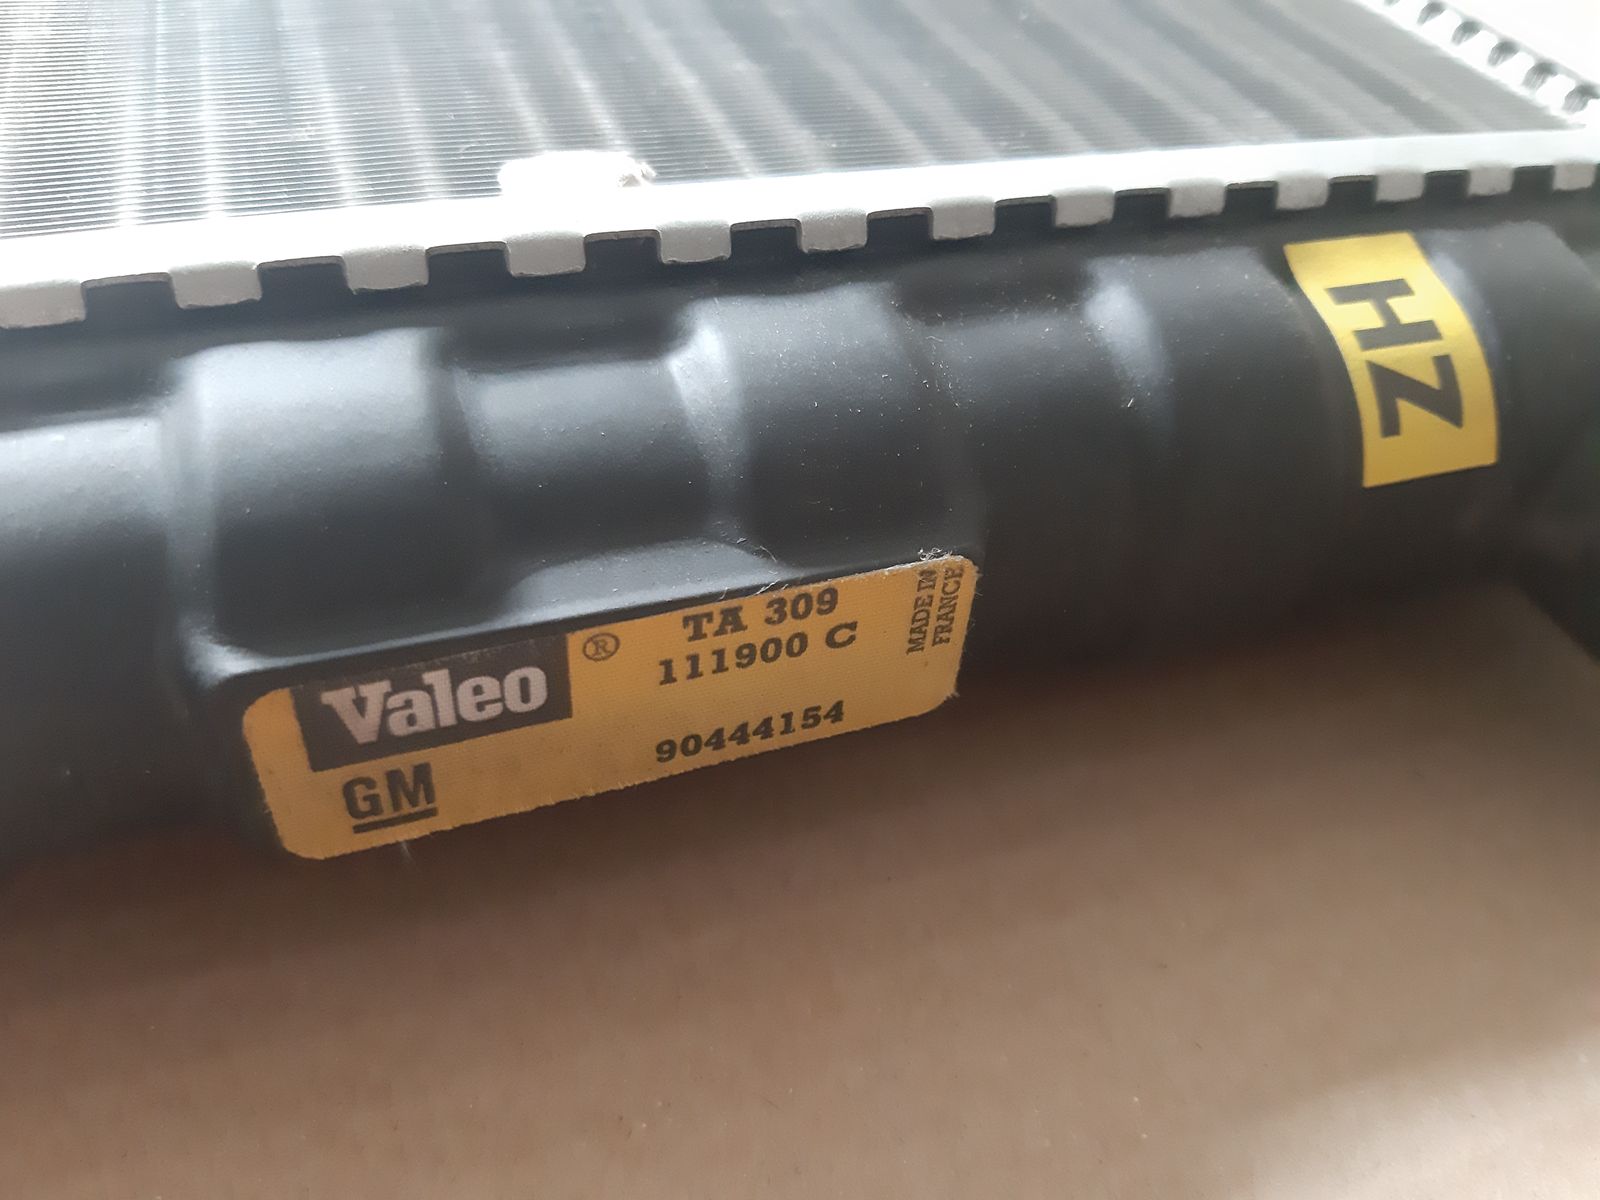 HZ
Valeo ®
GM
TA 309
111900 C
90444154
MADE IN
FRANCE